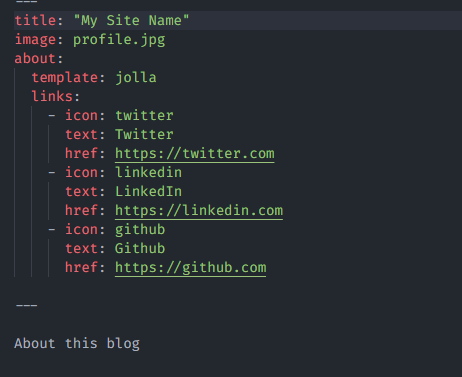 ---
title: "My Site Name"
image: profile.jpg
about:
  template: jolla
  links:
    - icon: twitter
      text: Twitter
      href: https://twitter.com
    - icon: linkedin
      text: LinkedIn
      href: https://linkedin.com
    - icon: github
      text: Github
      href: https://github.com

---

About this blog